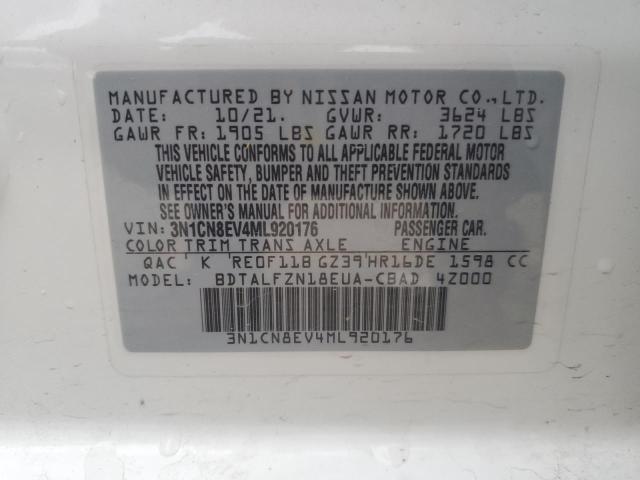 MANUFACTURED BY NISSAN MOTOR CO., LTD.
DATE: 10/21. GVWR: 3624 LBS
GAWR FR: 1905 LBS GAWR RR: 1720 LBS
THIS VEHICLE CONFORMS TO ALL APPLICABLE FEDERAL MOTOR
VEHICLE SAFETY, BUMPER AND THEFT PREVENTION STANDARDS
IN EFFECT ON THE DATE OF MANUFACTURE SHOWN ABOVE.
SEE OWNER'S MANUAL FOR ADDITIONAL INFORMATION.
VIN: 3N1CN8EV4ML920176 PASSENGER CAR.
COLOR TRIM TRANS AXLE ENGINE
QAC K RE0F11B GZ39 HR16DE 1598 CC
MODEL: BDTALFZN18EUA-CBAD 4Z000
3N1CN8EV4ML920176